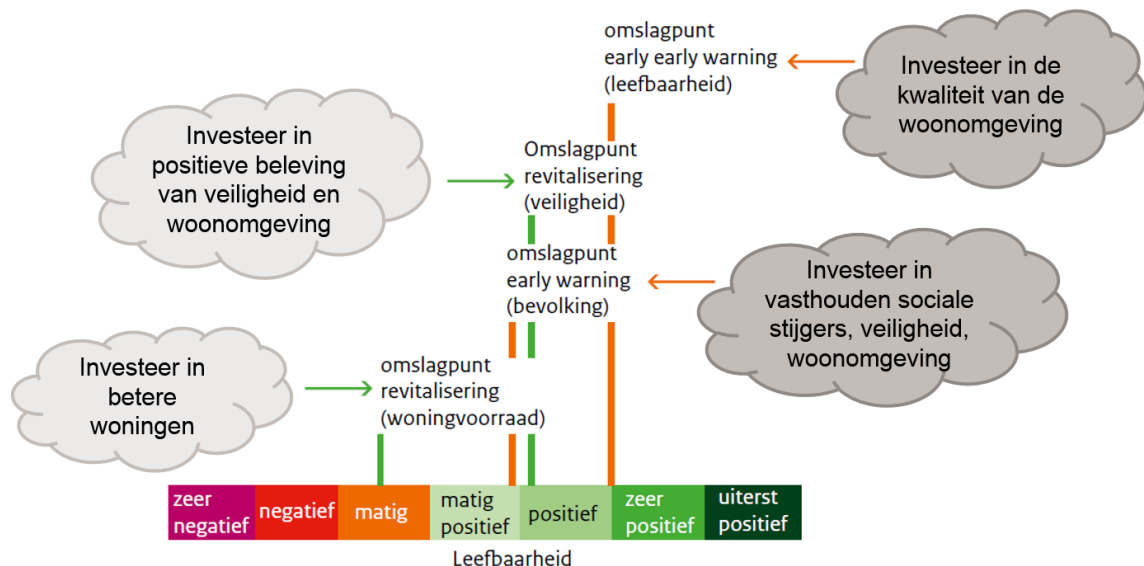 omslagpunt
early early warning
(leefbaarheid)
Investeer in de
kwaliteit van de
woonomgeving
Investeer in
positieve beleving
van veiligheid en
woonomgeving
Omslagpunt
revitalisering
(veiligheid)
omslagpunt
early warning
(bevolking)
Investeer in
vasthouden sociale
stijgers, veiligheid,
woonomgeving
Investeer in
betere
woningen
omslagpunt
revitalisering
(woningvoorraad)
zeer
negatief
negatief
matig
matig
positief
positief
zeer
positief
uiterst
positief
Leefbaarheid